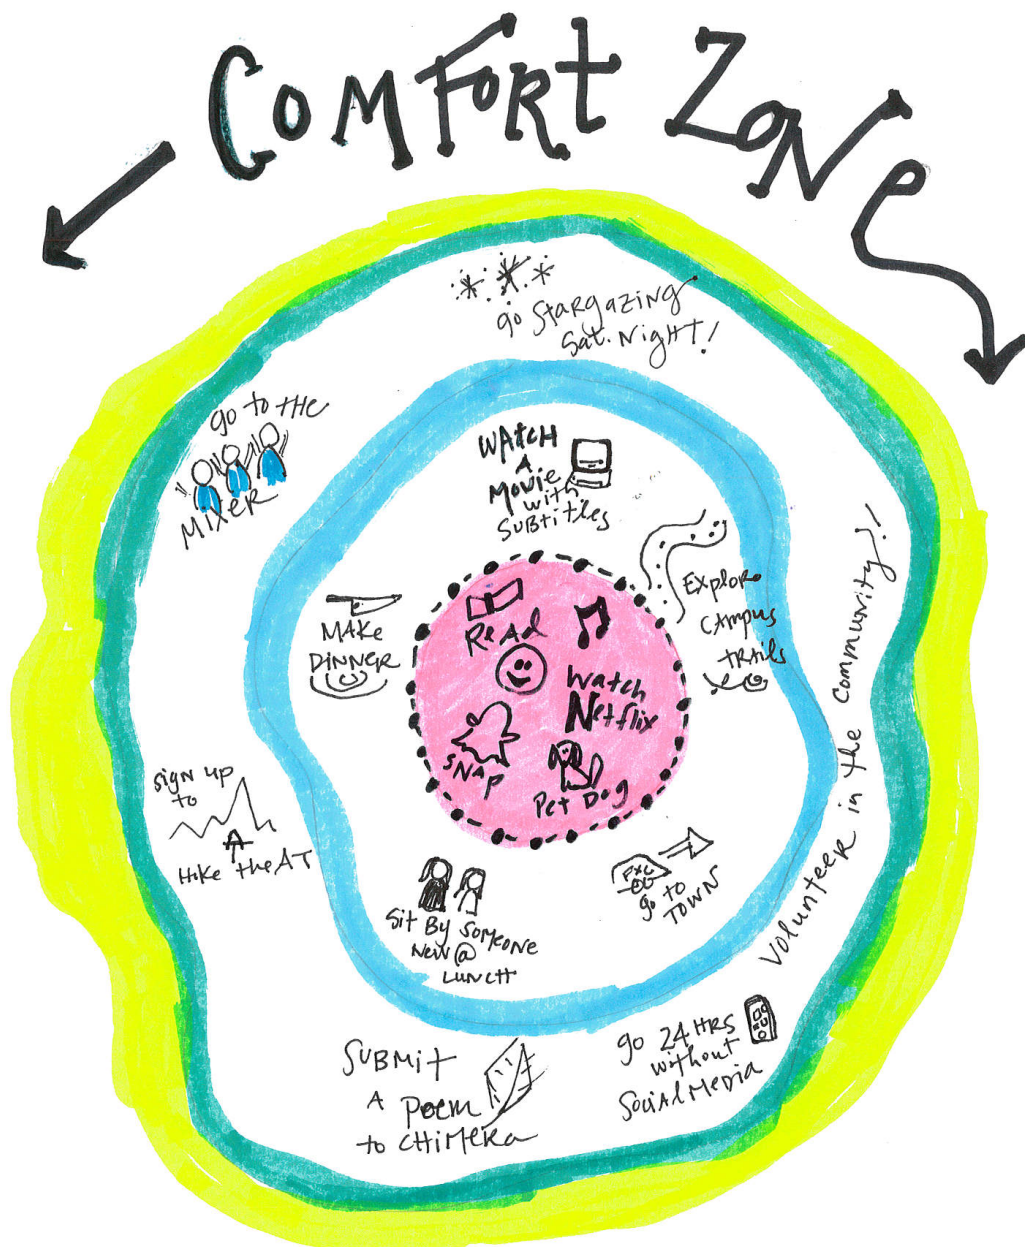 COMFORT ZONE
go Stargazing
Sat. Night!
go to tHE
MiXER
WAtCH
A
Movie
with
SUBtitles
EXplore
CAMPUS
tRAils
MAKe
DINNER
ReAd
Watch
Netflix
SNAP
Pet Dog
Volunteer in the Community!!
sign up
to
Hike the AT
Sit By Someone
New @
LUNCH
FXC
go to
TOWN
SUBMit
A Poem
to CHiMERa
go 24 HRS
without
Social Media